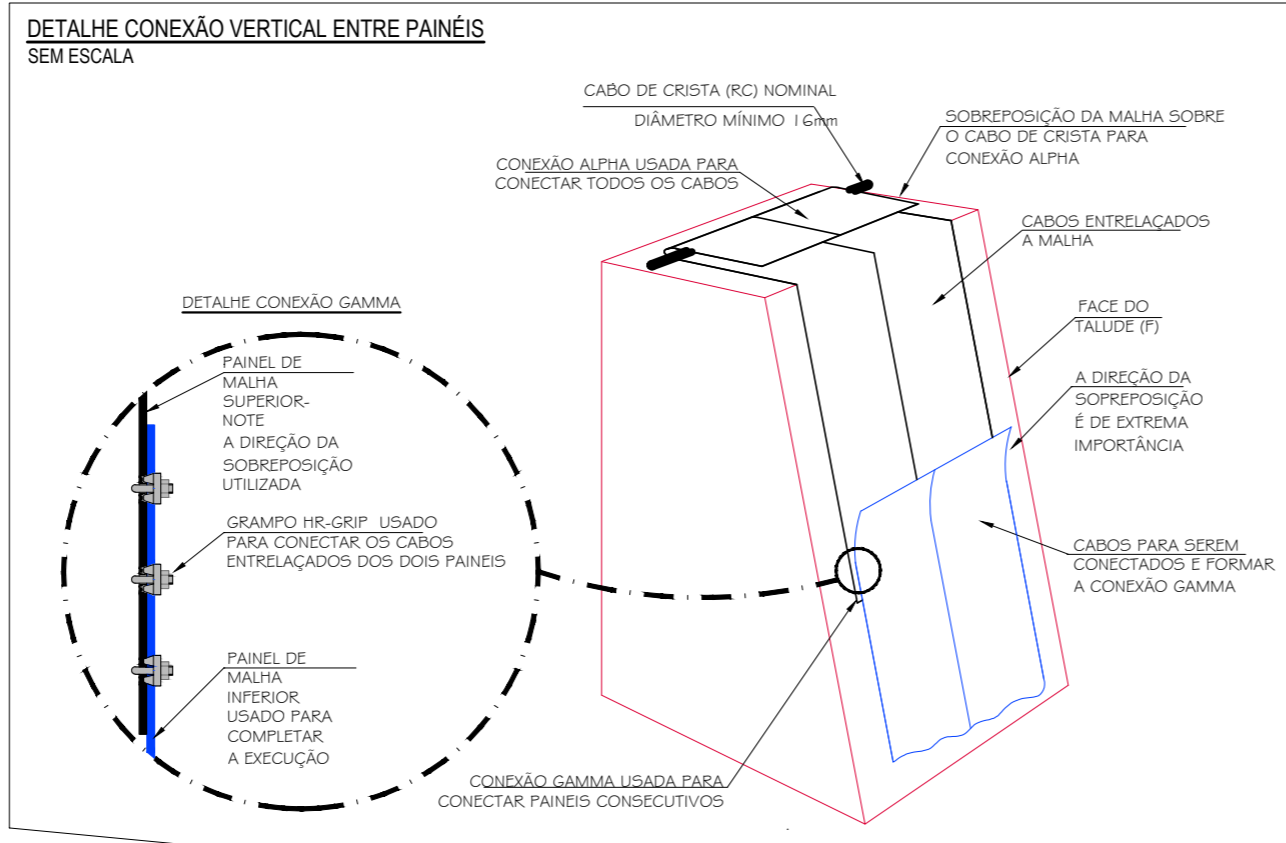 DETALHE CONEXÃO VERTICAL ENTRE PAINÉIS
SEM ESCALA
CABO DE CRISTA (RC) NOMINAL
DIÂMETRO MÍNIMO 16mm
SOBREPOSIÇÃO DA MALHA SOBRE
O CABO DE CRISTA PARA
CONEXÃO ALPHA
CONEXÃO ALPHA USADA PARA
CONECTAR TODOS OS CABOS
CABOS ENTRELAÇADOS
A MALHA
FACE DO
TALUDE (F)
A DIREÇÃO DA
SOPREPOSIÇÃO
É DE EXTREMA
IMPORTÂNCIA
CABOS PARA SEREM
CONECTADOS E FORMAR
A CONEXÃO GAMMA
DETALHE CONEXÃO GAMMA
PAINEL DE
MALHA
SUPERIOR-
NOTE
A DIREÇÃO DA
SOBREPOSIÇÃO
UTILIZADA
GRAMPO HR-GRIP USADO
PARA CONECTAR OS CABOS
ENTRELAÇADOS DOS DOIS PAINEIS
PAINEL DE
MALHA
INFERIOR
USADO PARA
COMPLETAR
A EXECUÇÃO
CONEXÃO GAMMA USADA PARA
CONECTAR PAINEIS CONSECUTIVOS